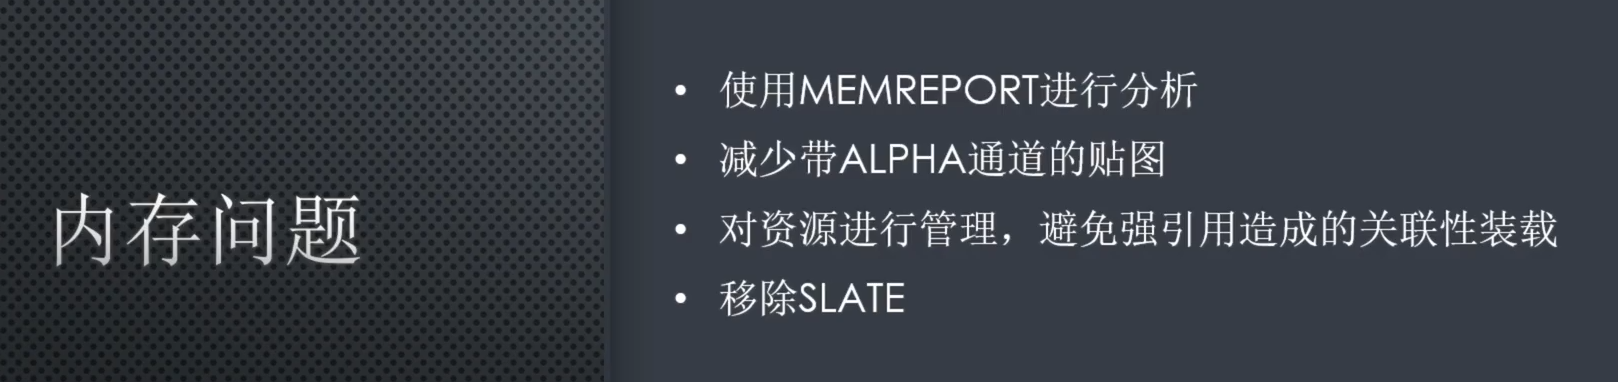 内存问题
• 使用MEMREPORT进行分析
• 减少带ALPHA通道的贴图
• 对资源进行管理，避免强引用造成的关联性装载
• 移除SLATE